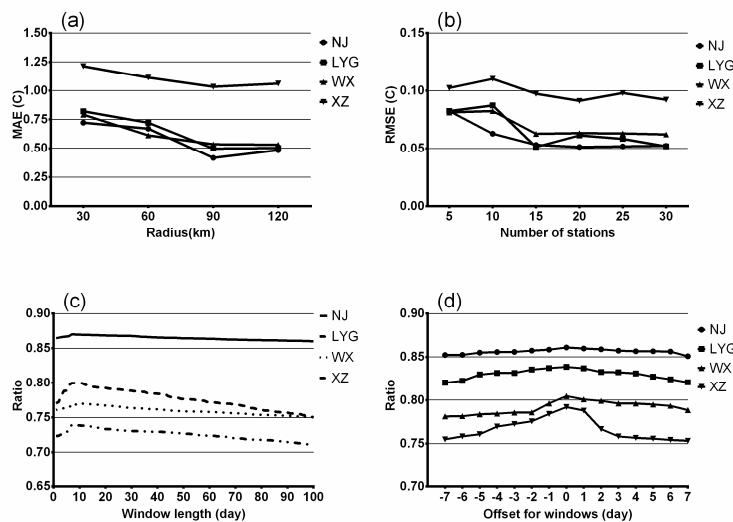 (a)
1.50
1.25
1.00
0.75
0.50
0.25
0.00
MAE (C)
30
60
90
120
Radius(km)
NJ
LYG
WX
XZ
(b)
0.15
0.10
0.05
0.00
RMSE (C)
5
10
15
20
25
30
Number of stations
NJ
LYG
WX
XZ
(c)
0.90
0.85
0.80
0.75
0.70
0.65
Ratio
0
10
20
30
40
50
60
70
80
90
100
Window length (day)
NJ
LYG
WX
XZ
(d)
0.90
0.85
0.80
0.75
0.70
Ratio
-7
-6
-5
-4
-3
-2
-1
0
1
2
3
4
5
6
7
Offset for windows (day)
NJ
LYG
WX
XZ